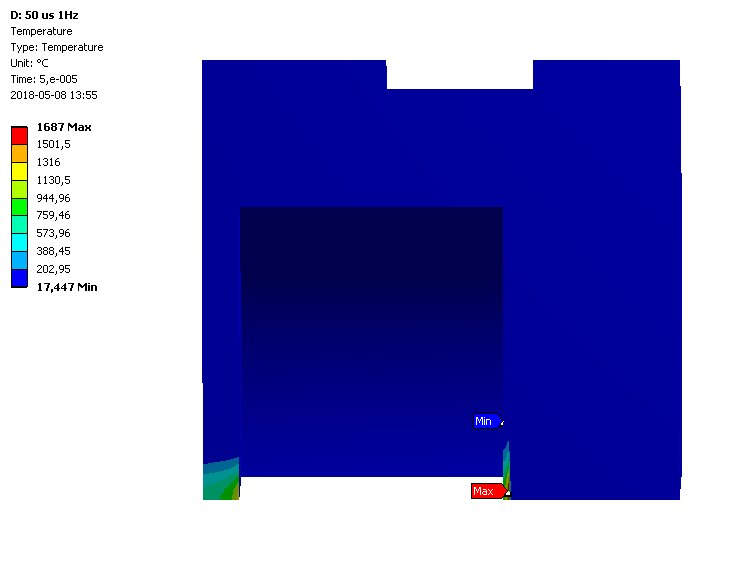 D: 50 us 1Hz
Temperature
Type: Temperature
Unit: °C
Time: 5,e-005
2018-05-08 13:55
1687 Max
1501,5
1316
1130,5
944,96
759,46
573,96
388,45
202,95
17,447 Min
Min
Max